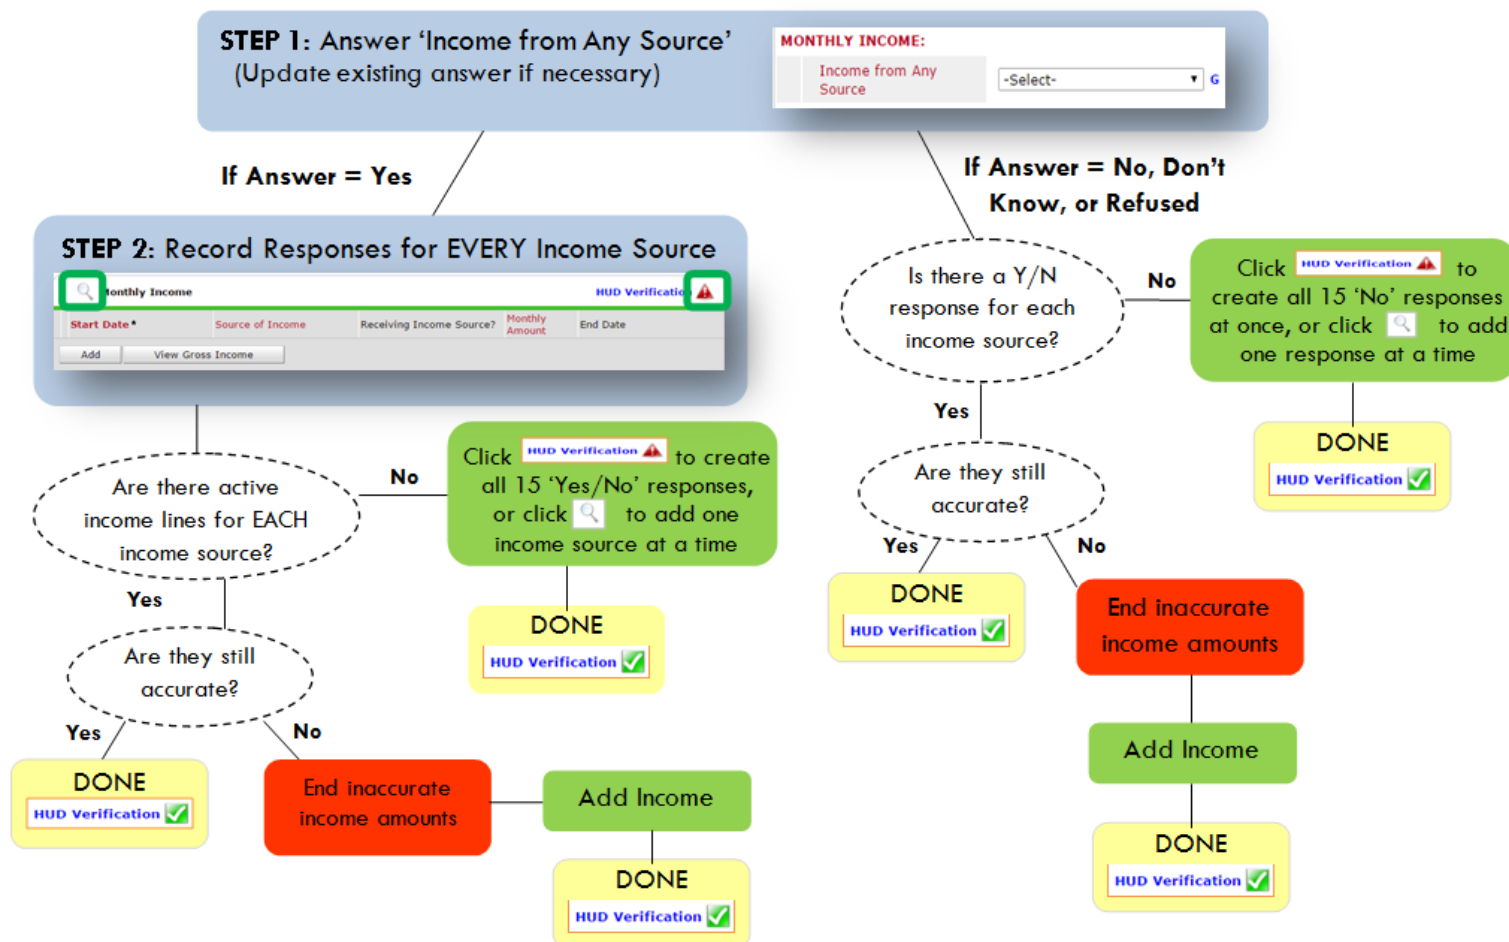 STEP 1: Answer ‘Income from Any Source’
(Update existing answer if necessary)
MONTHLY INCOME:
Income from Any
Source
-Select-
G
If Answer = Yes
If Answer = No, Don’t
Know, or Refused
STEP 2: Record Responses for EVERY Income Source
Monthly Income
HUD Verification
Start Date*
Source of Income
Receiving Income Source?
Monthly
Amount
End Date
Add
View Gross Income
Is there a Y/N
response for each
income source?
No
Click HUD Verification to
create all 15 ‘No’ responses
at once, or click to add
one response at a time
DONE
HUD Verification
Yes
Are they still
accurate?
Yes
No
DONE
HUD Verification
End inaccurate
income amounts
Add Income
DONE
HUD Verification
Are there active
income lines for EACH
income source?
No
Click HUD Verification to create
all 15 ‘Yes/No’ responses,
or click to add one
income source at a time
DONE
HUD Verification
Yes
Are they still
accurate?
Yes
No
DONE
HUD Verification
End inaccurate
income amounts
Add Income
DONE
HUD Verification